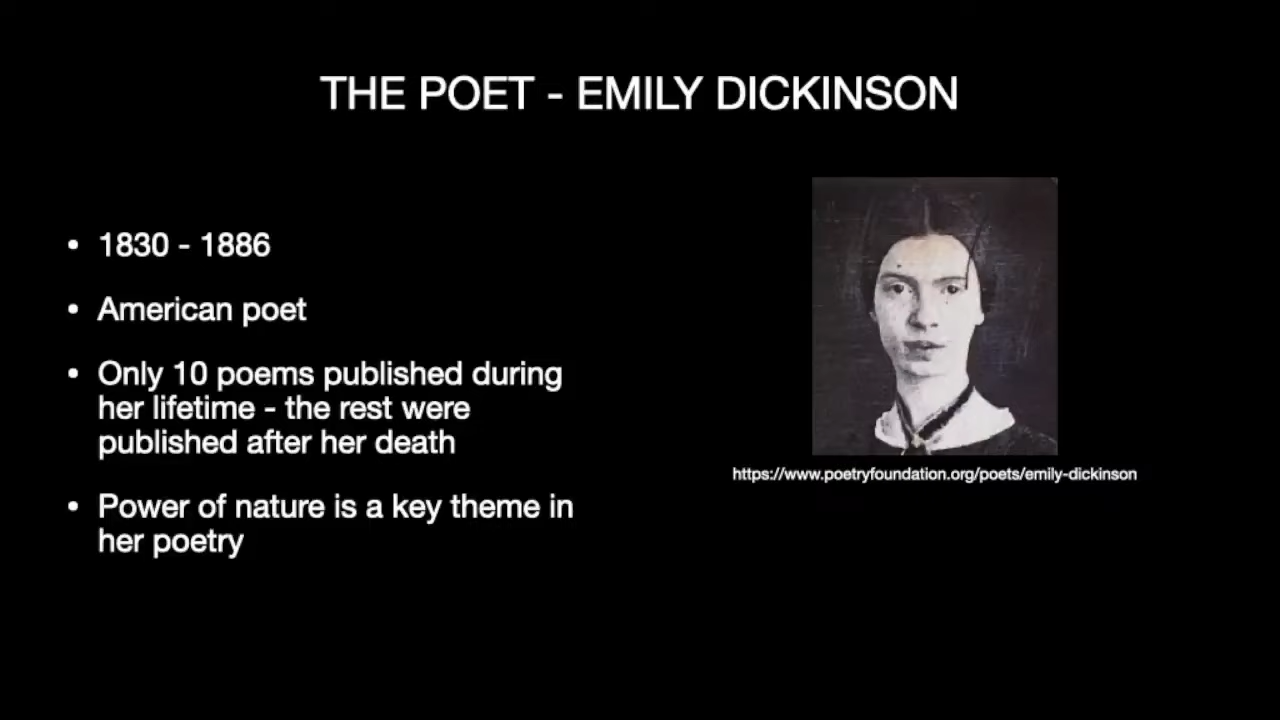 THE POET - EMILY DICKINSON
• 1830 - 1886
• American poet
• Only 10 poems published during
her lifetime - the rest were
published after her death
• Power of nature is a key theme in
her poetry
https://www.poetryfoundation.org/poets/emily-dickinson